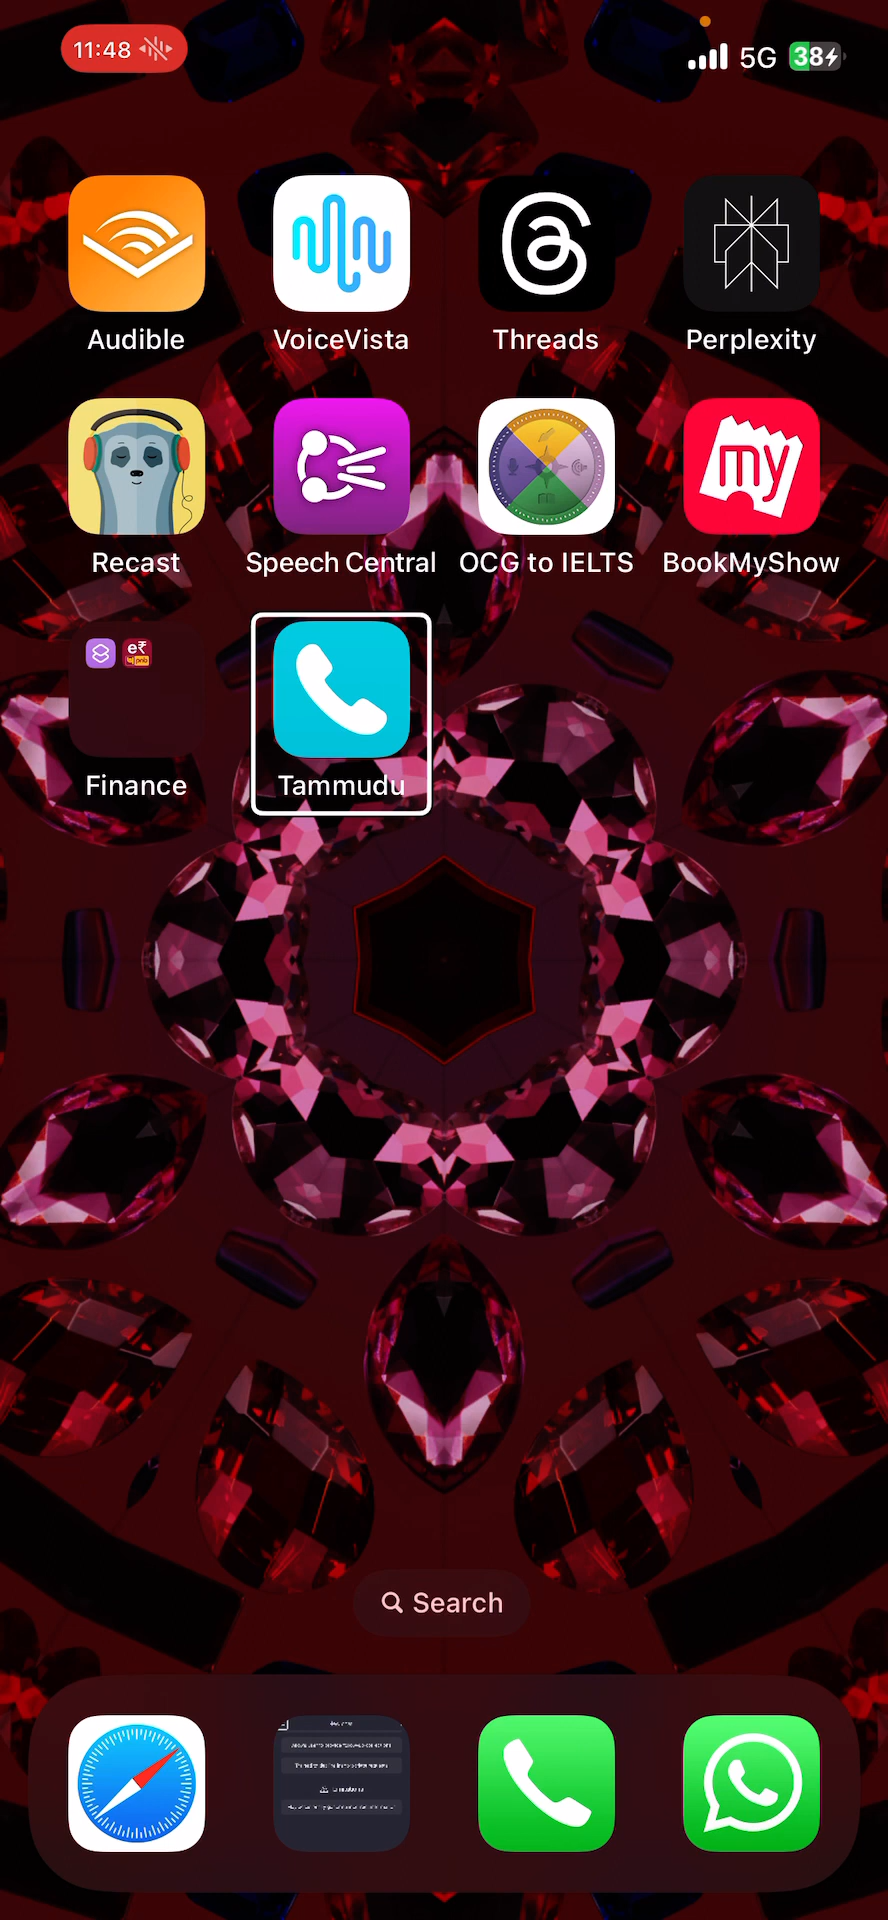 11:48
5G
38
Audible
VoiceVista
Threads
Perplexity
my
Recast
Speech Central
OCG to IELTS
BookMyShow
e₹
pnb
Finance
Tammudu
Search